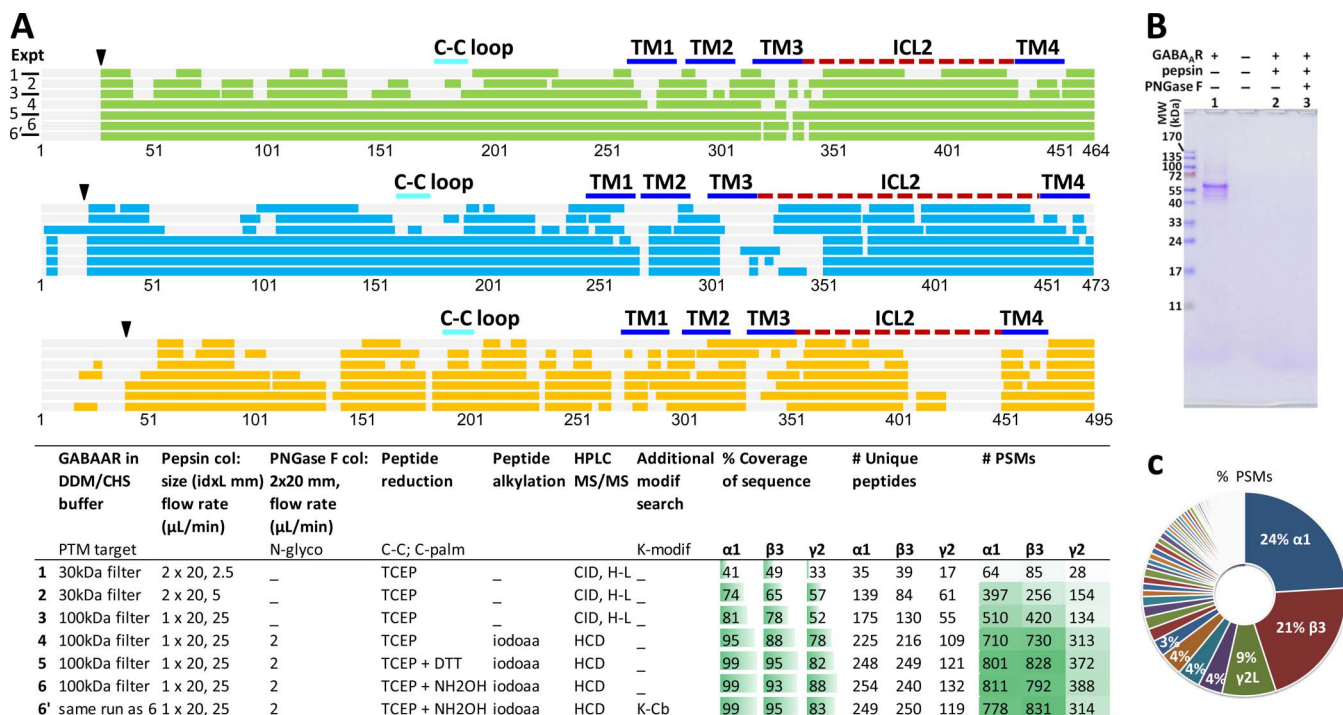 A
Expt
C-C loop TM1 TM2 TM3 ICL2 TM4
1
2
3
4
5
6
6'
1 51 101 151 201 251 301 351 401 451 464
C-C loop TM1 TM2 TM3 ICL2 TM4
1 51 101 151 201 251 301 351 401 451 473
C-C loop TM1 TM2 TM3 ICL2 TM4
1 51 101 151 201 251 301 351 401 451 495
GABAAR in Pepsin col: PNGase F col: Peptide Peptide HPLC Additional % Coverage # Unique # PSMs
DDM/CHS size (idxL mm) 2x20 mm, reduction alkylation MS/MS modif of sequence peptides
buffer flow rate flow rate search
(µL/min) (µL/min)
PTM target N-glyco C-C; C-palm K-modif α1 β3 γ2 α1 β3 γ2 α1 β3 γ2
1 30kDa filter 2 x 20, 2.5 _ TCEP _ CID, H-L _ 41 49 33 35 39 17 64 85 28
2 30kDa filter 2 x 20, 5 _ TCEP _ CID, H-L _ 74 65 57 139 84 61 397 256 154
3 100kDa filter 1 x 20, 25 _ TCEP _ CID, H-L _ 81 78 52 175 130 55 510 420 134
4 100kDa filter 1 x 20, 25 2 TCEP iodoaa HCD _ 95 88 78 225 216 109 710 730 313
5 100kDa filter 1 x 20, 25 2 TCEP + DTT iodoaa HCD _ 99 95 82 248 249 121 801 828 372
6 100kDa filter 1 x 20, 25 2 TCEP + NH2OH iodoaa HCD _ 99 93 88 254 240 132 811 792 388
6' same run as 6 1 x 20, 25 2 TCEP + NH2OH iodoaa HCD K-Cb 99 95 83 249 250 119 778 831 314
B
GABAAR + – + +
pepsin – – + +
PNGase F – – +
1 – 2 3
MW (kDa)
170
135
100
72
55
40
33
24
17
11
C
% PSMs
24% α1
21% β3
9%
γ2L
4%
4%
4%
3%